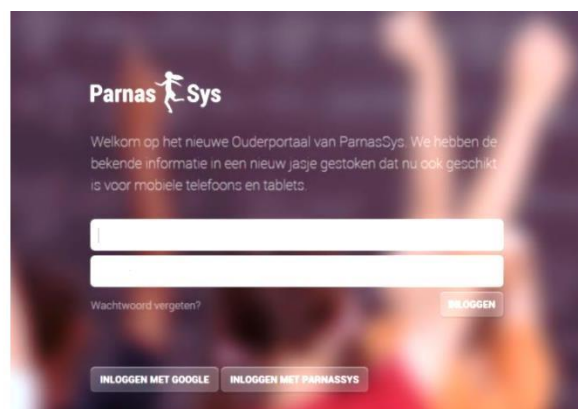 Parnas Sys
Welkom op het nieuwe Ouderportaal van ParnasSys. We hebben de
bekende informatie in een nieuw jasje gestoken dat nu ook geschikt
is voor mobiele telefoons en tablets.
Wachtwoord vergeten?
INLOGGEN
INLOGGEN MET GOOGLE
INLOGGEN MET PARNASSYS